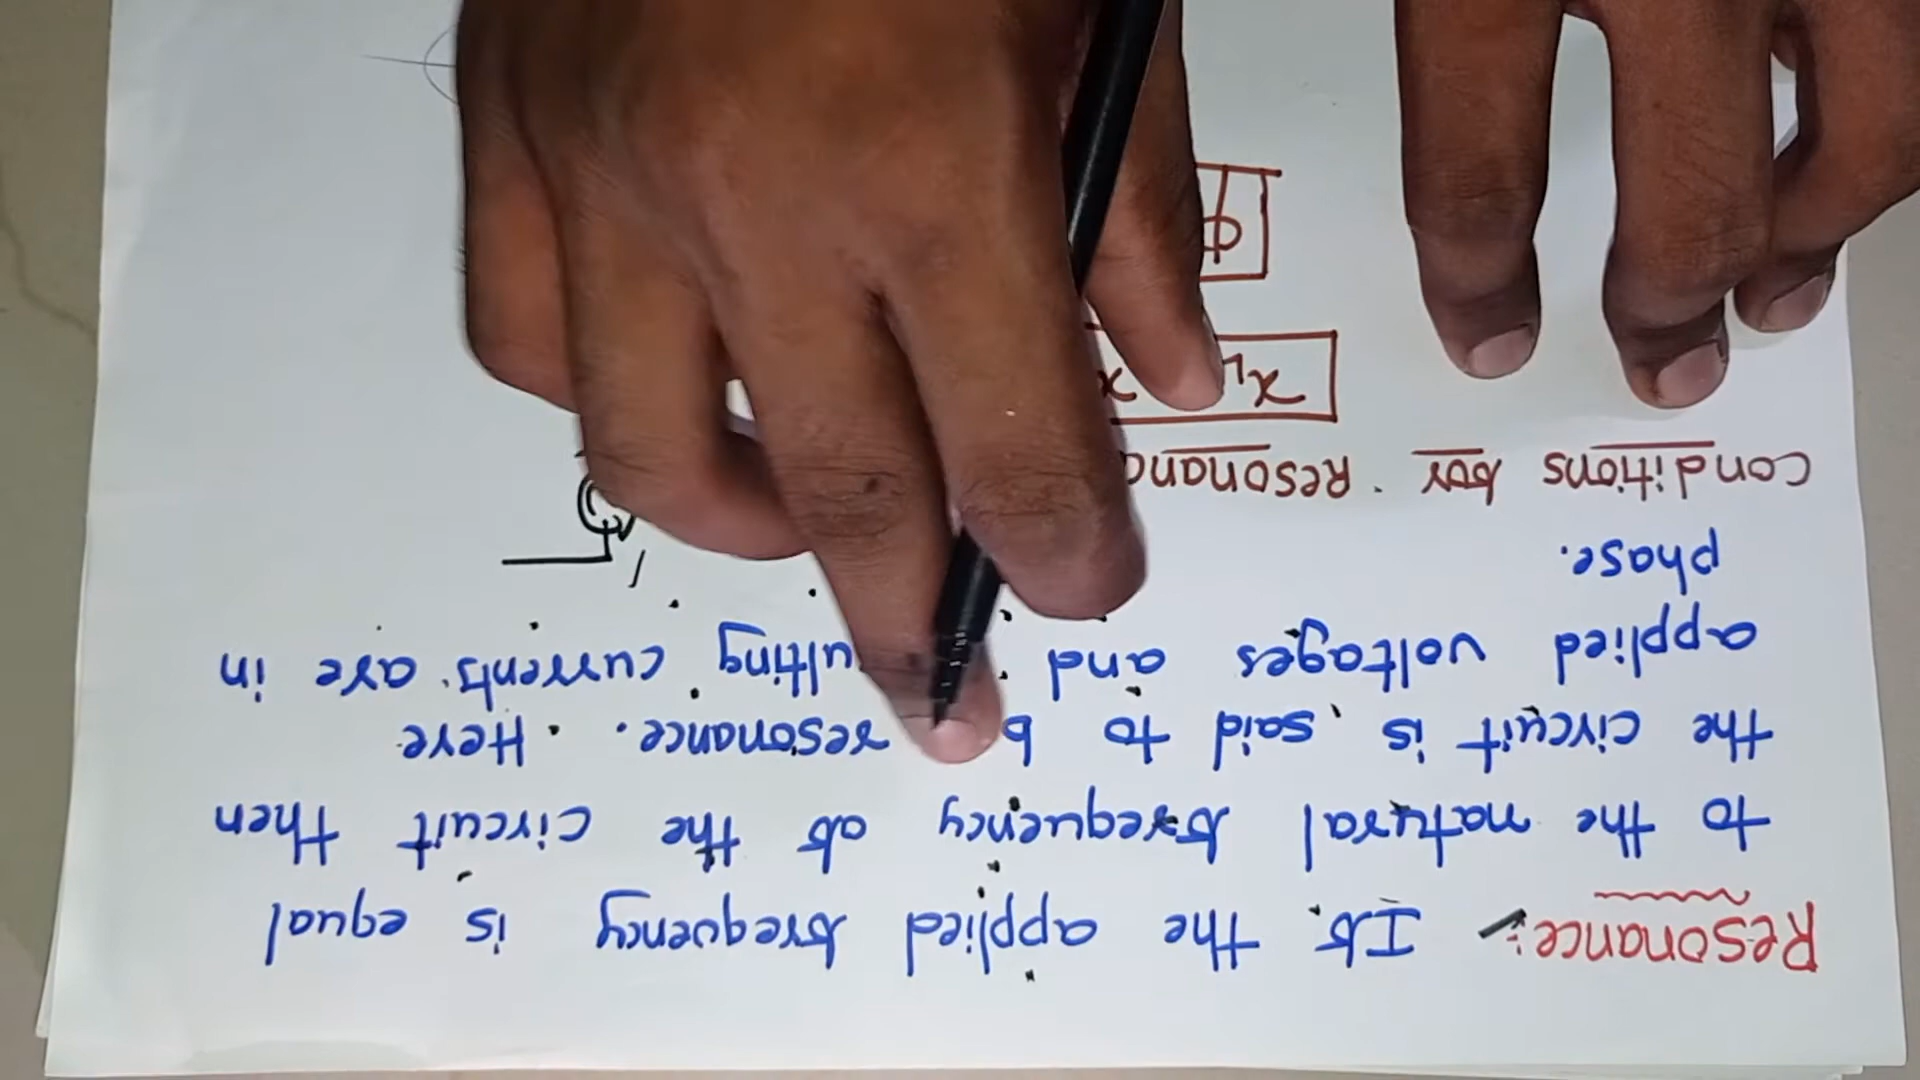 Resonance:- If the applied frequency is equal
to the natural frequency of the circuit then
the circuit is said to resonance. Here
applied voltages and currents are in
phase.
Conditions for Resonanc
XL X
ϕ